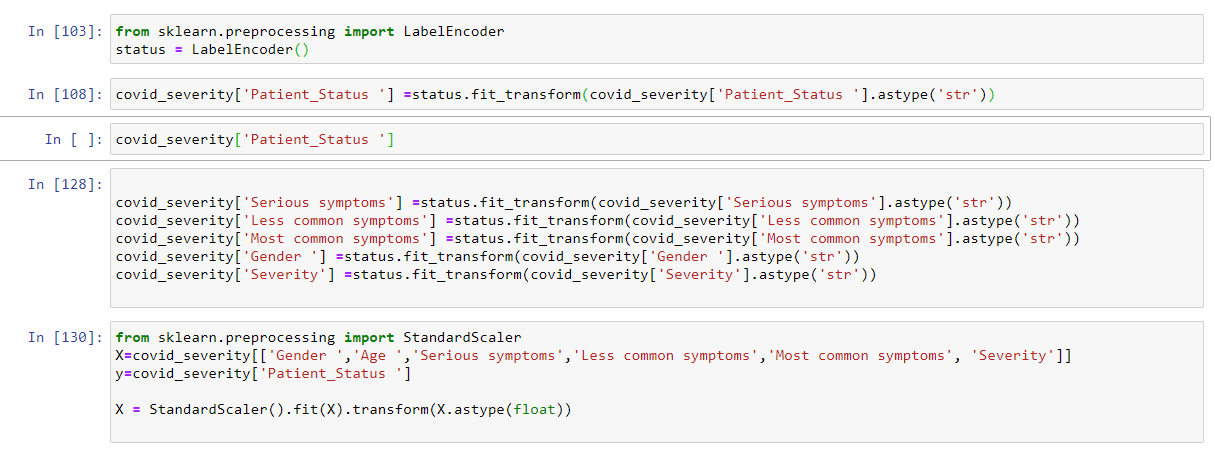 In [103]: from sklearn.preprocessing import LabelEncoder
status = LabelEncoder()
In [108]: covid_severity['Patient_Status '] =status.fit_transform(covid_severity['Patient_Status '].astype('str'))
In [ ]: covid_severity['Patient_Status ']
In [128]:
covid_severity['Serious symptoms'] =status.fit_transform(covid_severity['Serious symptoms'].astype('str'))
covid_severity['Less common symptoms'] =status.fit_transform(covid_severity['Less common symptoms'].astype('str'))
covid_severity['Most common symptoms'] =status.fit_transform(covid_severity['Most common symptoms'].astype('str'))
covid_severity['Gender '] =status.fit_transform(covid_severity['Gender '].astype('str'))
covid_severity['Severity'] =status.fit_transform(covid_severity['Severity'].astype('str'))
In [130]: from sklearn.preprocessing import StandardScaler
X=covid_severity[['Gender ','Age ','Serious symptoms','Less common symptoms','Most common symptoms', 'Severity']]
y=covid_severity['Patient_Status ']
X = StandardScaler().fit(X).transform(X.astype(float))